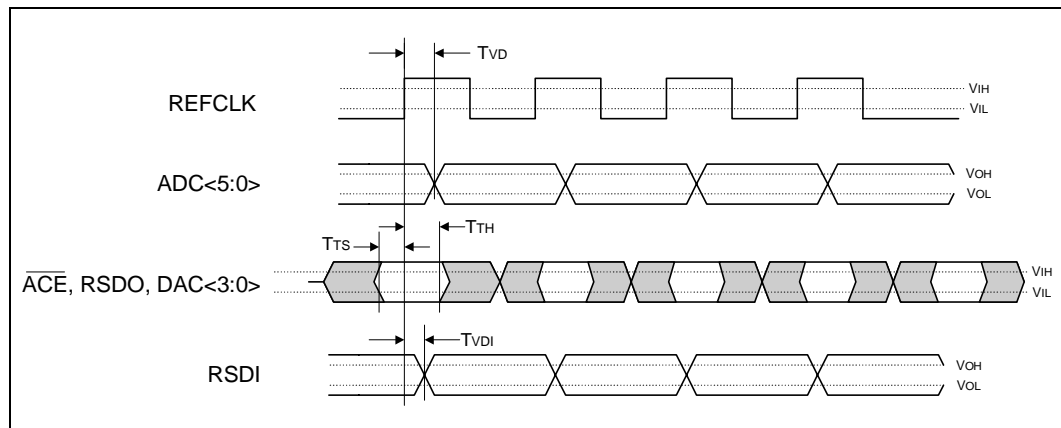 TVD
REFCLK
VIH
VIL
ADC<5:0>
VOH
VOL
TTS
TTH
ACE, RSDO, DAC<3:0>
VIH
VIL
TVDI
RSDI
VOH
VOL